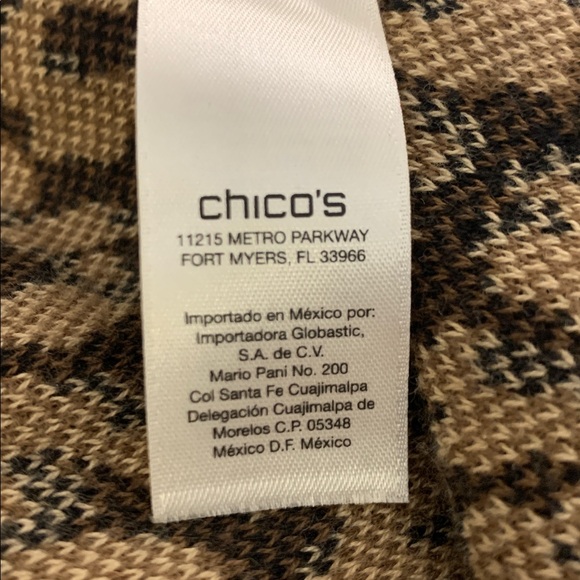 chico's
11215 METRO PARKWAY
FORT MYERS, FL 33966
Importado en México por:
Importadora Globastic,
S.A. de C.V.
Mario Pani No. 200
Col Santa Fe Cuajimalpa
Delegación Cuajimalpa de
Morelos C.P. 05348
México D.F. México